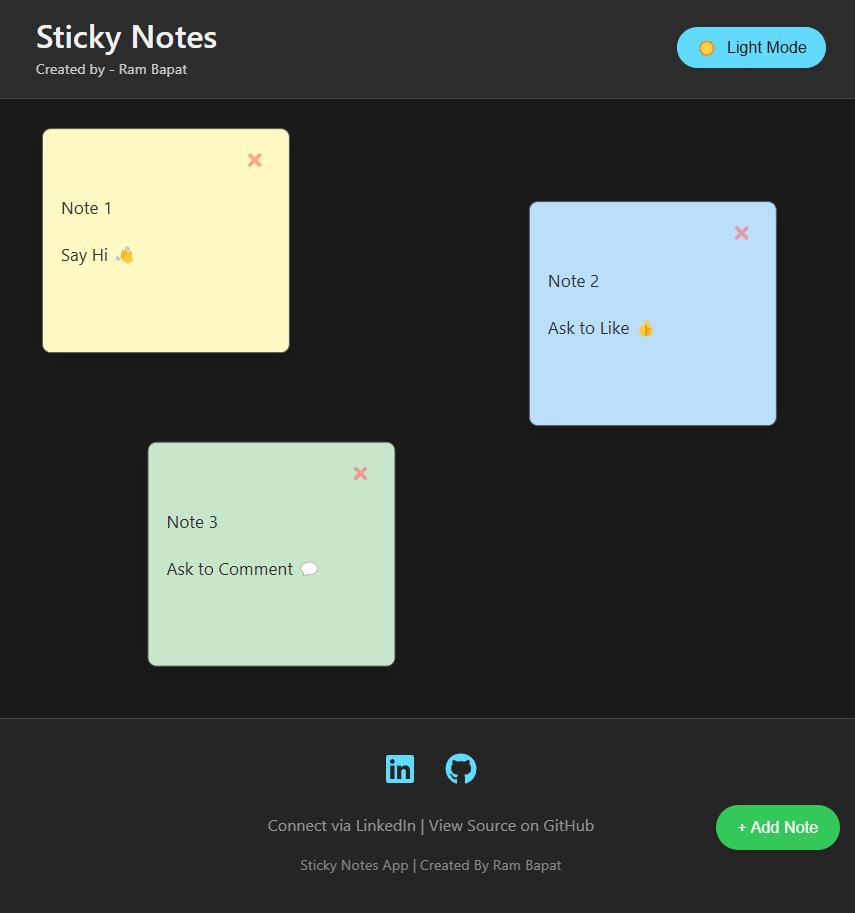 Sticky Notes
Created by - Ram Bapat
Light Mode
Note 1
Say Hi 👋
Note 2
Ask to Like 👍
Note 3
Ask to Comment 💬
Connect via LinkedIn | View Source on GitHub
+ Add Note
Sticky Notes App | Created By Ram Bapat